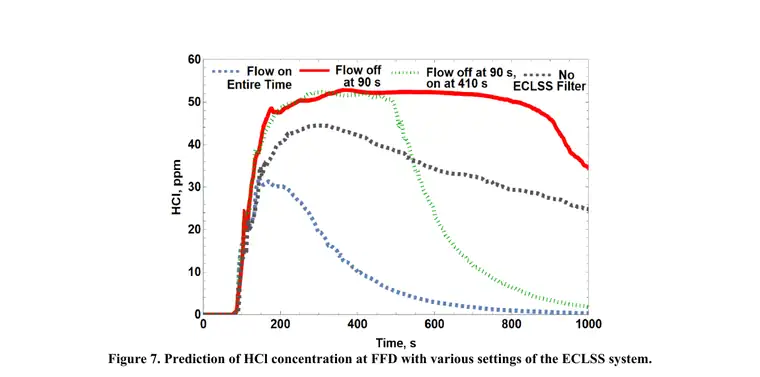 60
50
40
30
20
10
0
HCl, ppm
Flow on
Entire Time
Flow off
at 90 s
Flow off at 90 s,
on at 410 s
No
ECLSS Filter
0 200 400 600 800 1000
Time, s
Figure 7. Prediction of HCl concentration at FFD with various settings of the ECLSS system.